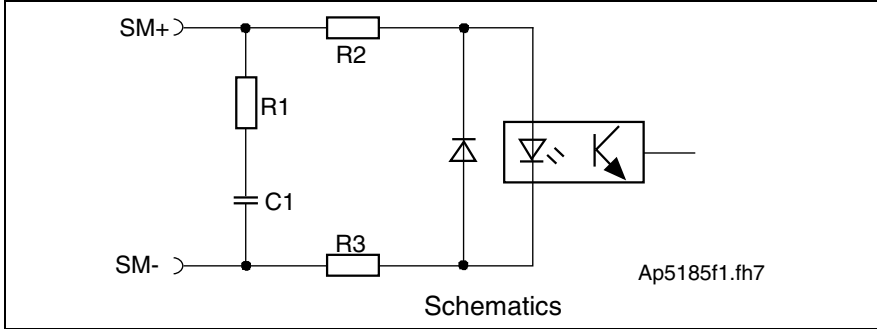 SM+
R2
R1
C1
R3
SM-
Ap5185f1.fh7
Schematics